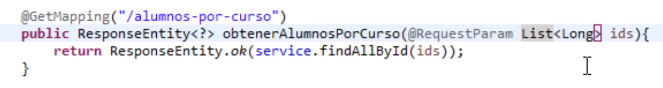 @GetMapping("/alumnos-por-curso")
public ResponseEntity<?> obtenerAlumnosPorCurso(@RequestParam List<Long> ids){
return ResponseEntity.ok(service.findAllById(ids));
}